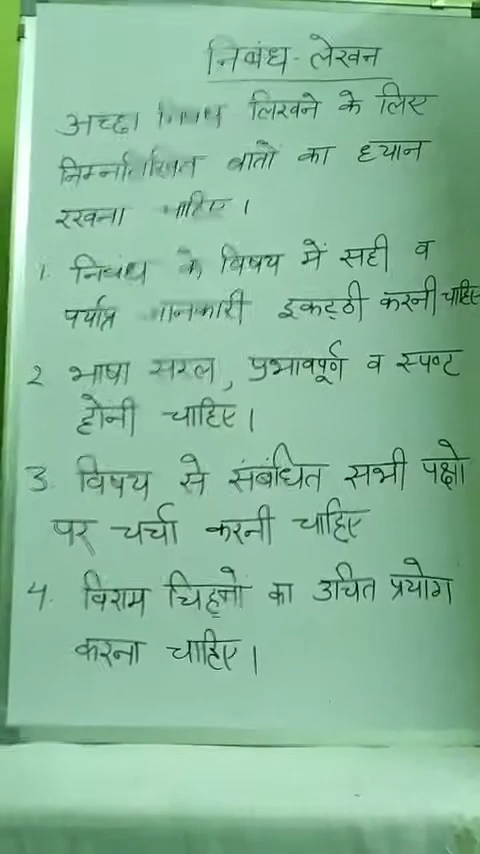 निबंध-लेखन
अच्छा लिखने के लिए
निम्नलिखित बातों का ध्यान
रखना चाहिए।
1. निबंध के विषय में सही व
पर्याप्त जानकारी इकट्ठी करनी चाहिए
2 भाषा सरल, प्रभावपूर्ण व स्पष्ट
होनी चाहिए।
3. विषय से संबंधित सभी पक्षो
पर चर्चा करनी चाहिए
4. विराम चिह्नो का उचित प्रयोग
करना चाहिए।